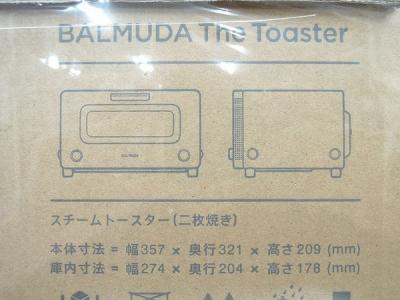 BALMUDA The Toaster
BALMUDA
スチームトースター(二枚焼き)
本体寸法 = 幅357 × 奥行321 × 高さ209 (mm)
庫内寸法 = 幅274 × 奥行204 × 高さ178 (mm)